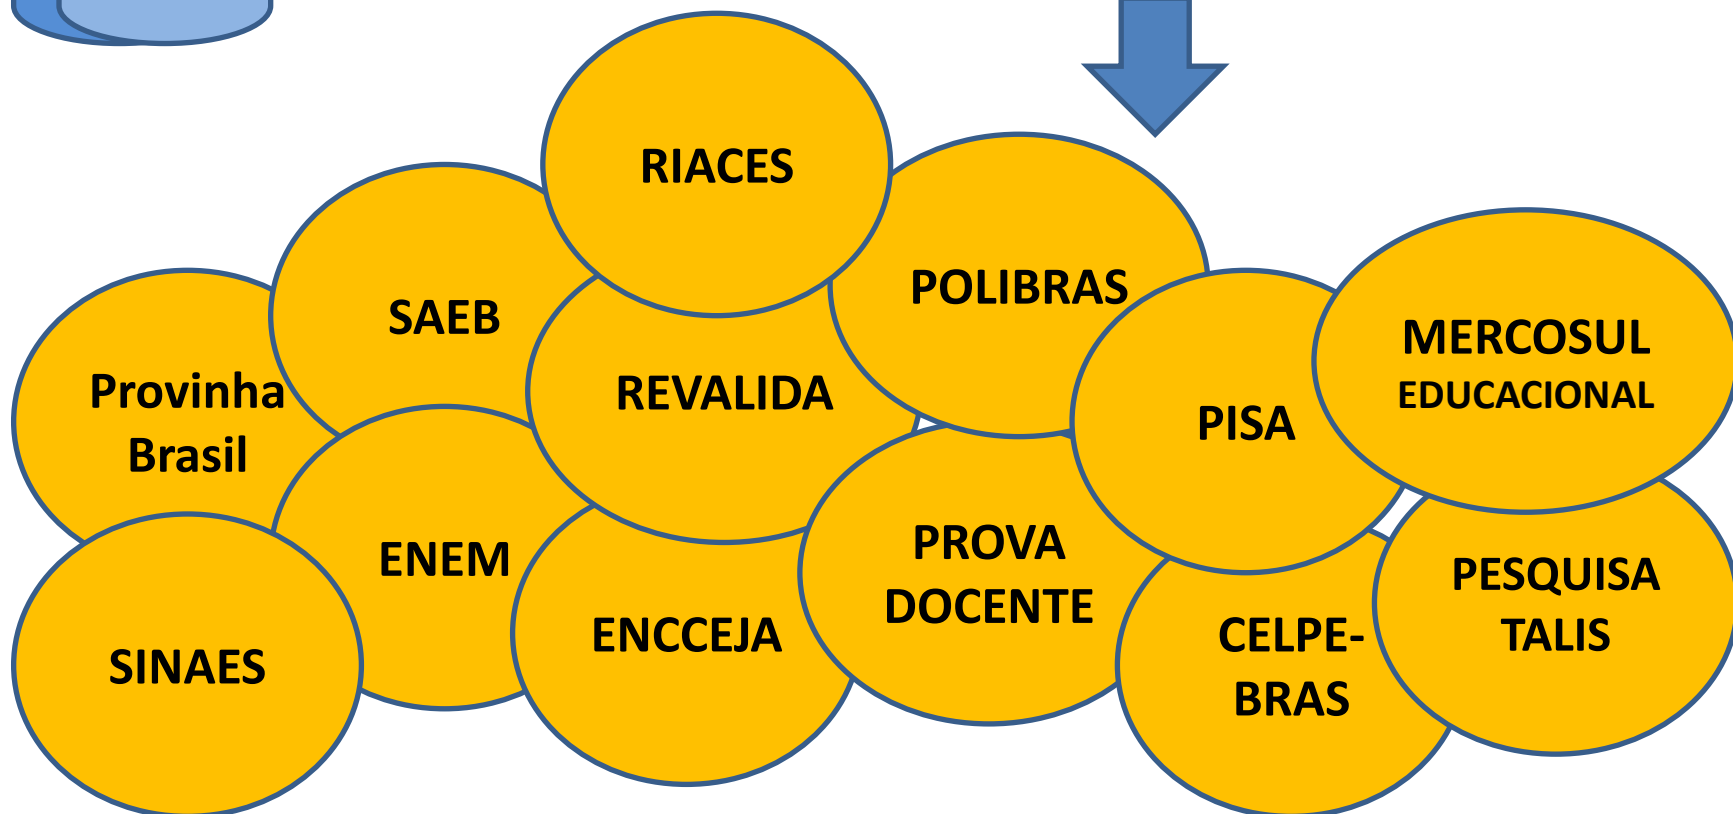 RIACES
POLIBRAS
SAEB
MERCOSUL
EDUCACIONAL
Provinha
Brasil
REVALIDA
PISA
ENEM
PROVA
DOCENTE
PESQUISA
TALIS
SINAES
ENCCEJA
CELPE-
BRAS